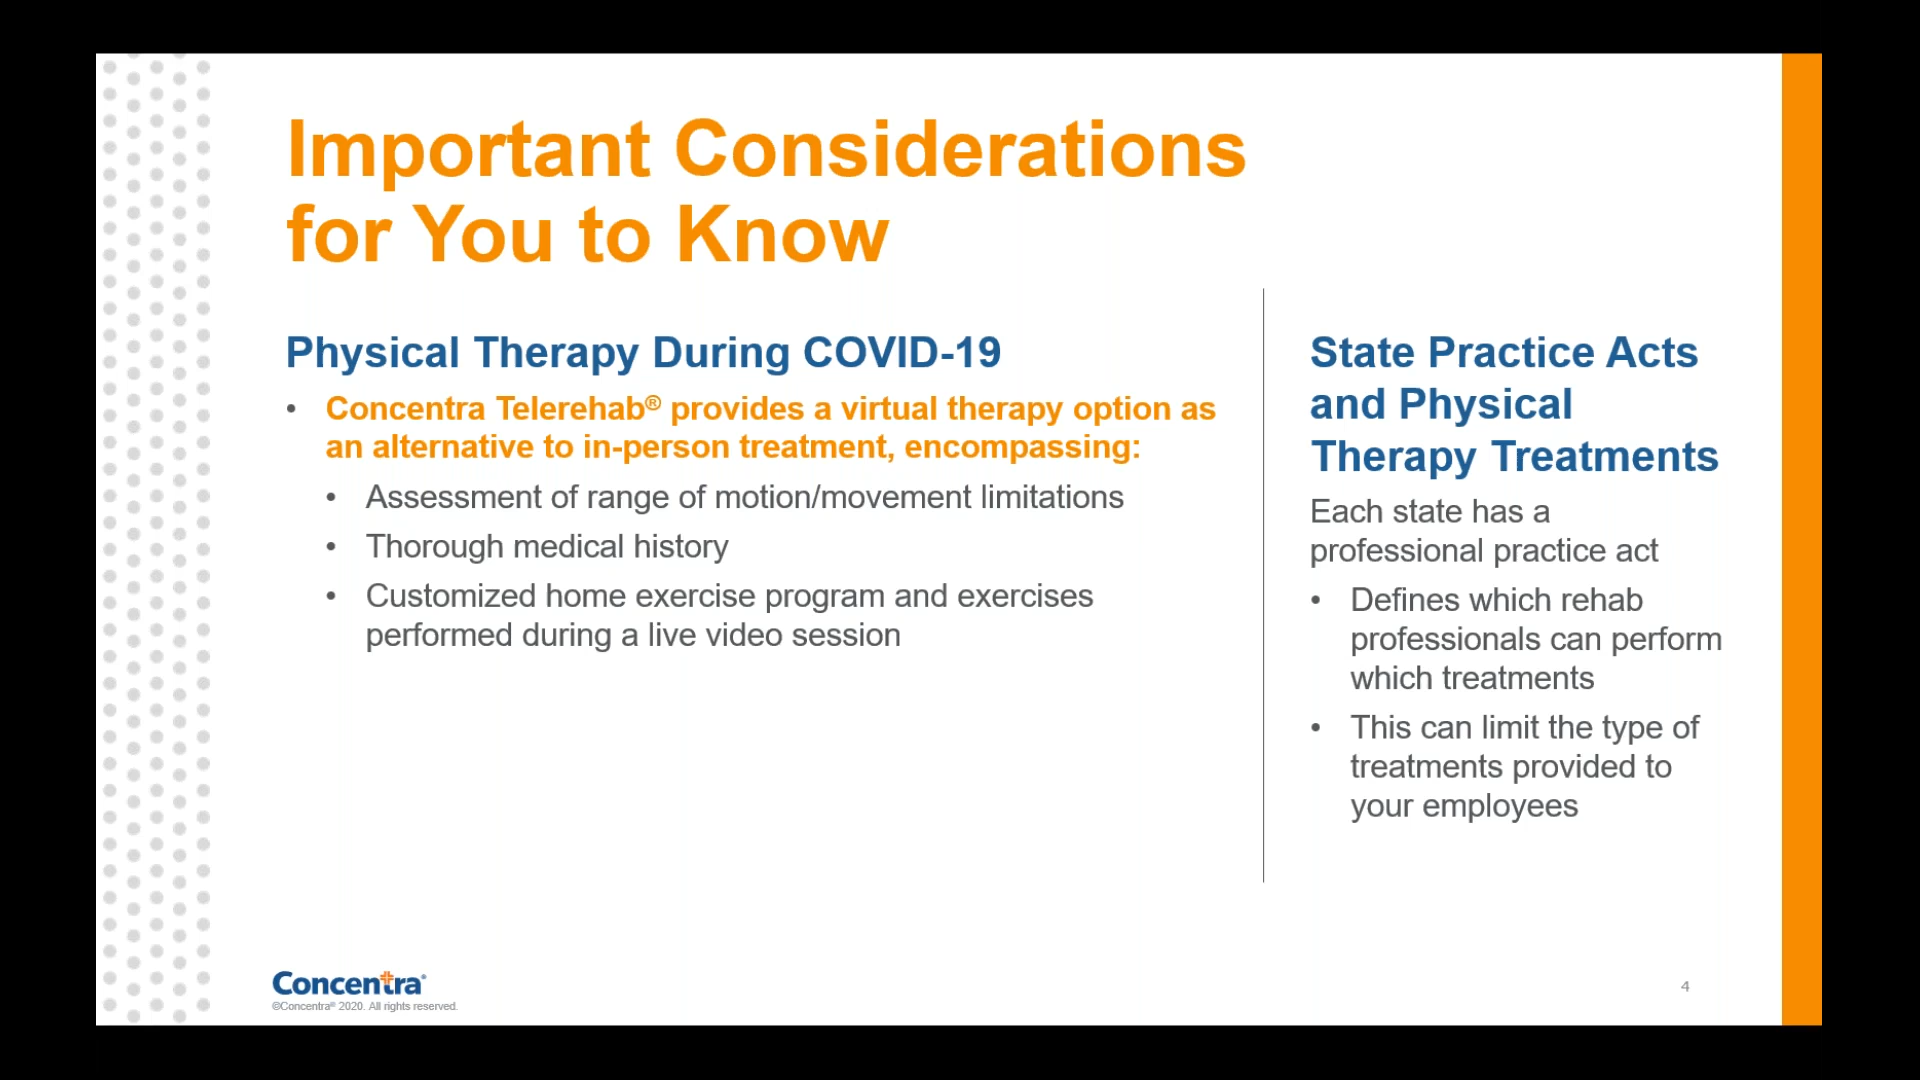 Important Considerations
for You to Know
Physical Therapy During COVID-19
• Concentra Telerehab® provides a virtual therapy option as
an alternative to in-person treatment, encompassing:
• Assessment of range of motion/movement limitations
• Thorough medical history
• Customized home exercise program and exercises
performed during a live video session
State Practice Acts
and Physical
Therapy Treatments
Each state has a
professional practice act
• Defines which rehab
professionals can perform
which treatments
• This can limit the type of
treatments provided to
your employees
Concentra®
©Concentra® 2020. All rights reserved.
4